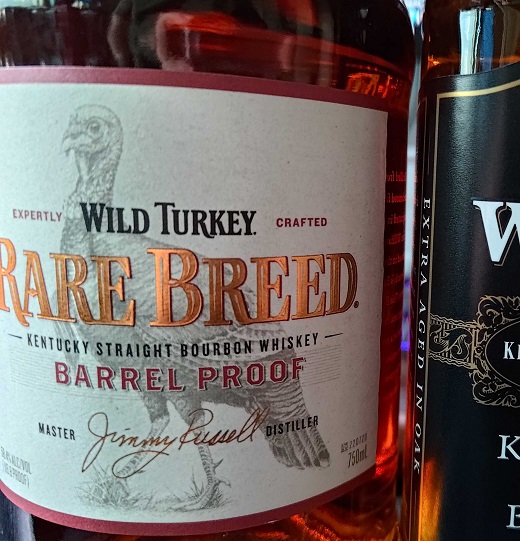 EXPERTLY WILD TURKEY. CRAFTED
RARE BREED.
KENTUCKY STRAIGHT BOURBON WHISKEY
BARREL PROOF
MASTER Jimmy Russell DISTILLER
750mL
EXTRA AGED IN OAK
W
K